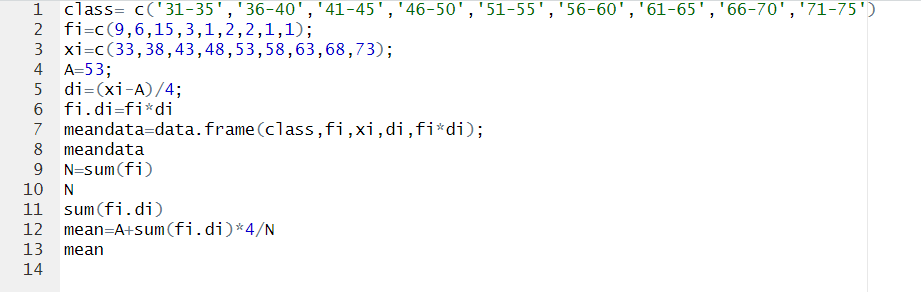 1 class= c('31-35','36-40','41-45','46-50','51-55','56-60','61-65','66-70','71-75')
2 fi=c(9,6,15,3,1,2,2,1,1);
3 xi=c(33,38,43,48,53,58,63,68,73);
4 A=53;
5 di=(xi-A)/4;
6 fi.di=fi*di
7 meandata=data.frame(class,fi,xi,di,fi*di);
8 meandata
9 N=sum(fi)
10 N
11 sum(fi.di)
12 mean=A+sum(fi.di)*4/N
13 mean
14